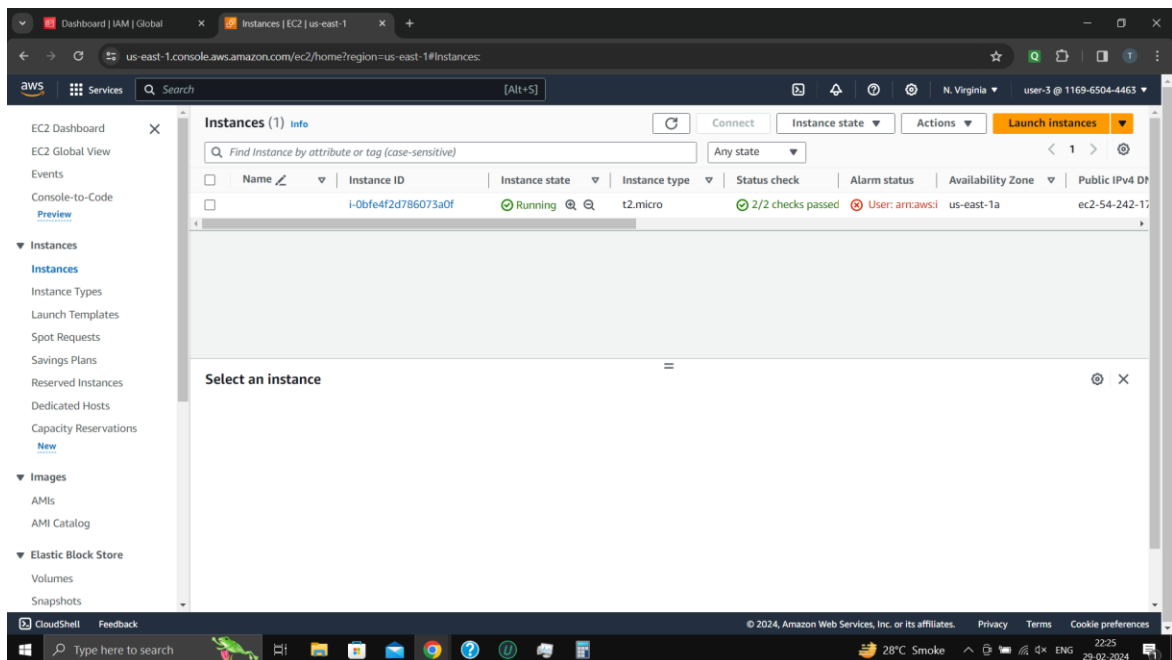 Dashboard | IAM | Global
Instances | EC2 | us-east-1
us-east-1.console.aws.amazon.com/ec2/home?region=us-east-1#Instances:
Q
T
aws Services Search [Alt+S] N. Virginia user-3 @ 1169-6504-4463
EC2 Dashboard
EC2 Global View
Events
Console-to-Code
Preview
Instances
Instances
Instance Types
Launch Templates
Spot Requests
Savings Plans
Reserved Instances
Dedicated Hosts
Capacity Reservations
New
Images
AMIs
AMI Catalog
Elastic Block Store
Volumes
Snapshots
Instances (1) Info Connect Instance state Actions Launch instances
Find Instance by attribute or tag (case-sensitive) Any state 1
Name Instance ID Instance state Instance type Status check Alarm status Availability Zone Public IPv4 DN
i-0bfe4f2d786073a0f Running t2.micro 2/2 checks passed User: arn:aws:i us-east-1a ec2-54-242-17
Select an instance
CloudShell Feedback © 2024, Amazon Web Services, Inc. or its affiliates. Privacy Terms Cookie preferences
Type here to search 28°C Smoke ENG 22:25
29-02-2024